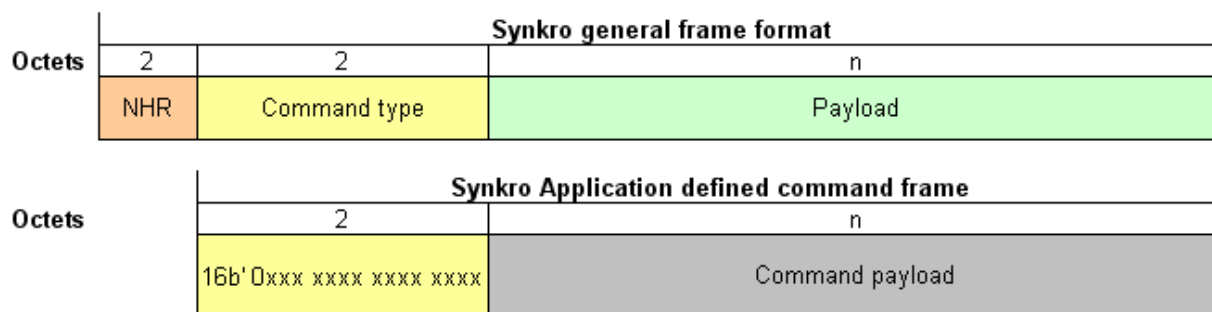 Synkro general frame format
Octets 2 2 n
NHR Command type Payload
Synkro Application defined command frame
Octets 2 n
16b' 0xxx xxxx xxxx xxxx Command payload